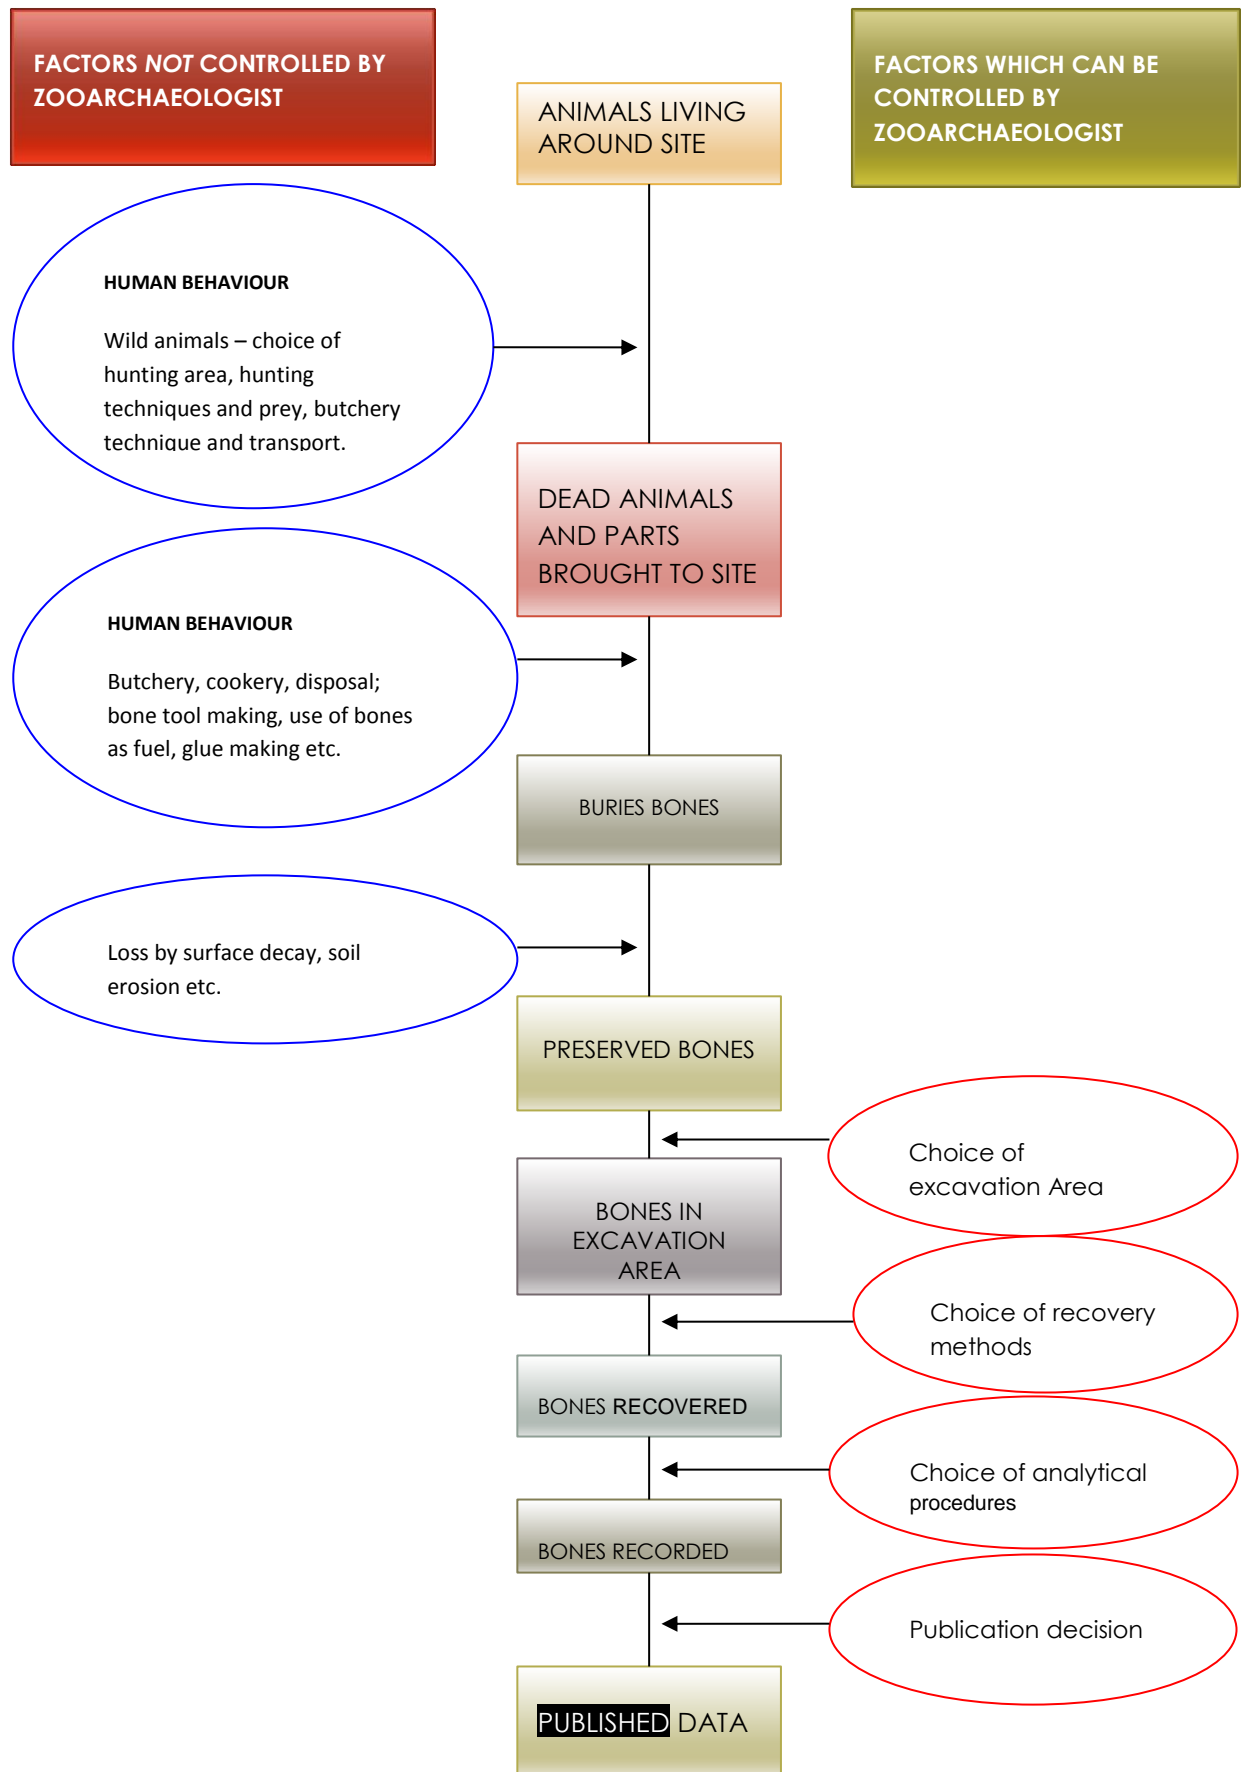 FACTORS NOT CONTROLLED BY
ZOOARCHAEOLOGIST
FACTORS WHICH CAN BE
CONTROLLED BY
ZOOARCHAEOLOGIST
ANIMALS LIVING
AROUND SITE
HUMAN BEHAVIOUR
Wild animals – choice of
hunting area, hunting
techniques and prey, butchery
technique and transport.
DEAD ANIMALS
AND PARTS
BROUGHT TO SITE
HUMAN BEHAVIOUR
Butchery, cookery, disposal;
bone tool making, use of bones
as fuel, glue making etc.
BURIES BONES
Loss by surface decay, soil
erosion etc.
PRESERVED BONES
Choice of
excavation Area
BONES IN
EXCAVATION
AREA
Choice of recovery
methods
BONES RECOVERED
Choice of analytical
procedures
BONES RECORDED
Publication decision
PUBLISHED DATA